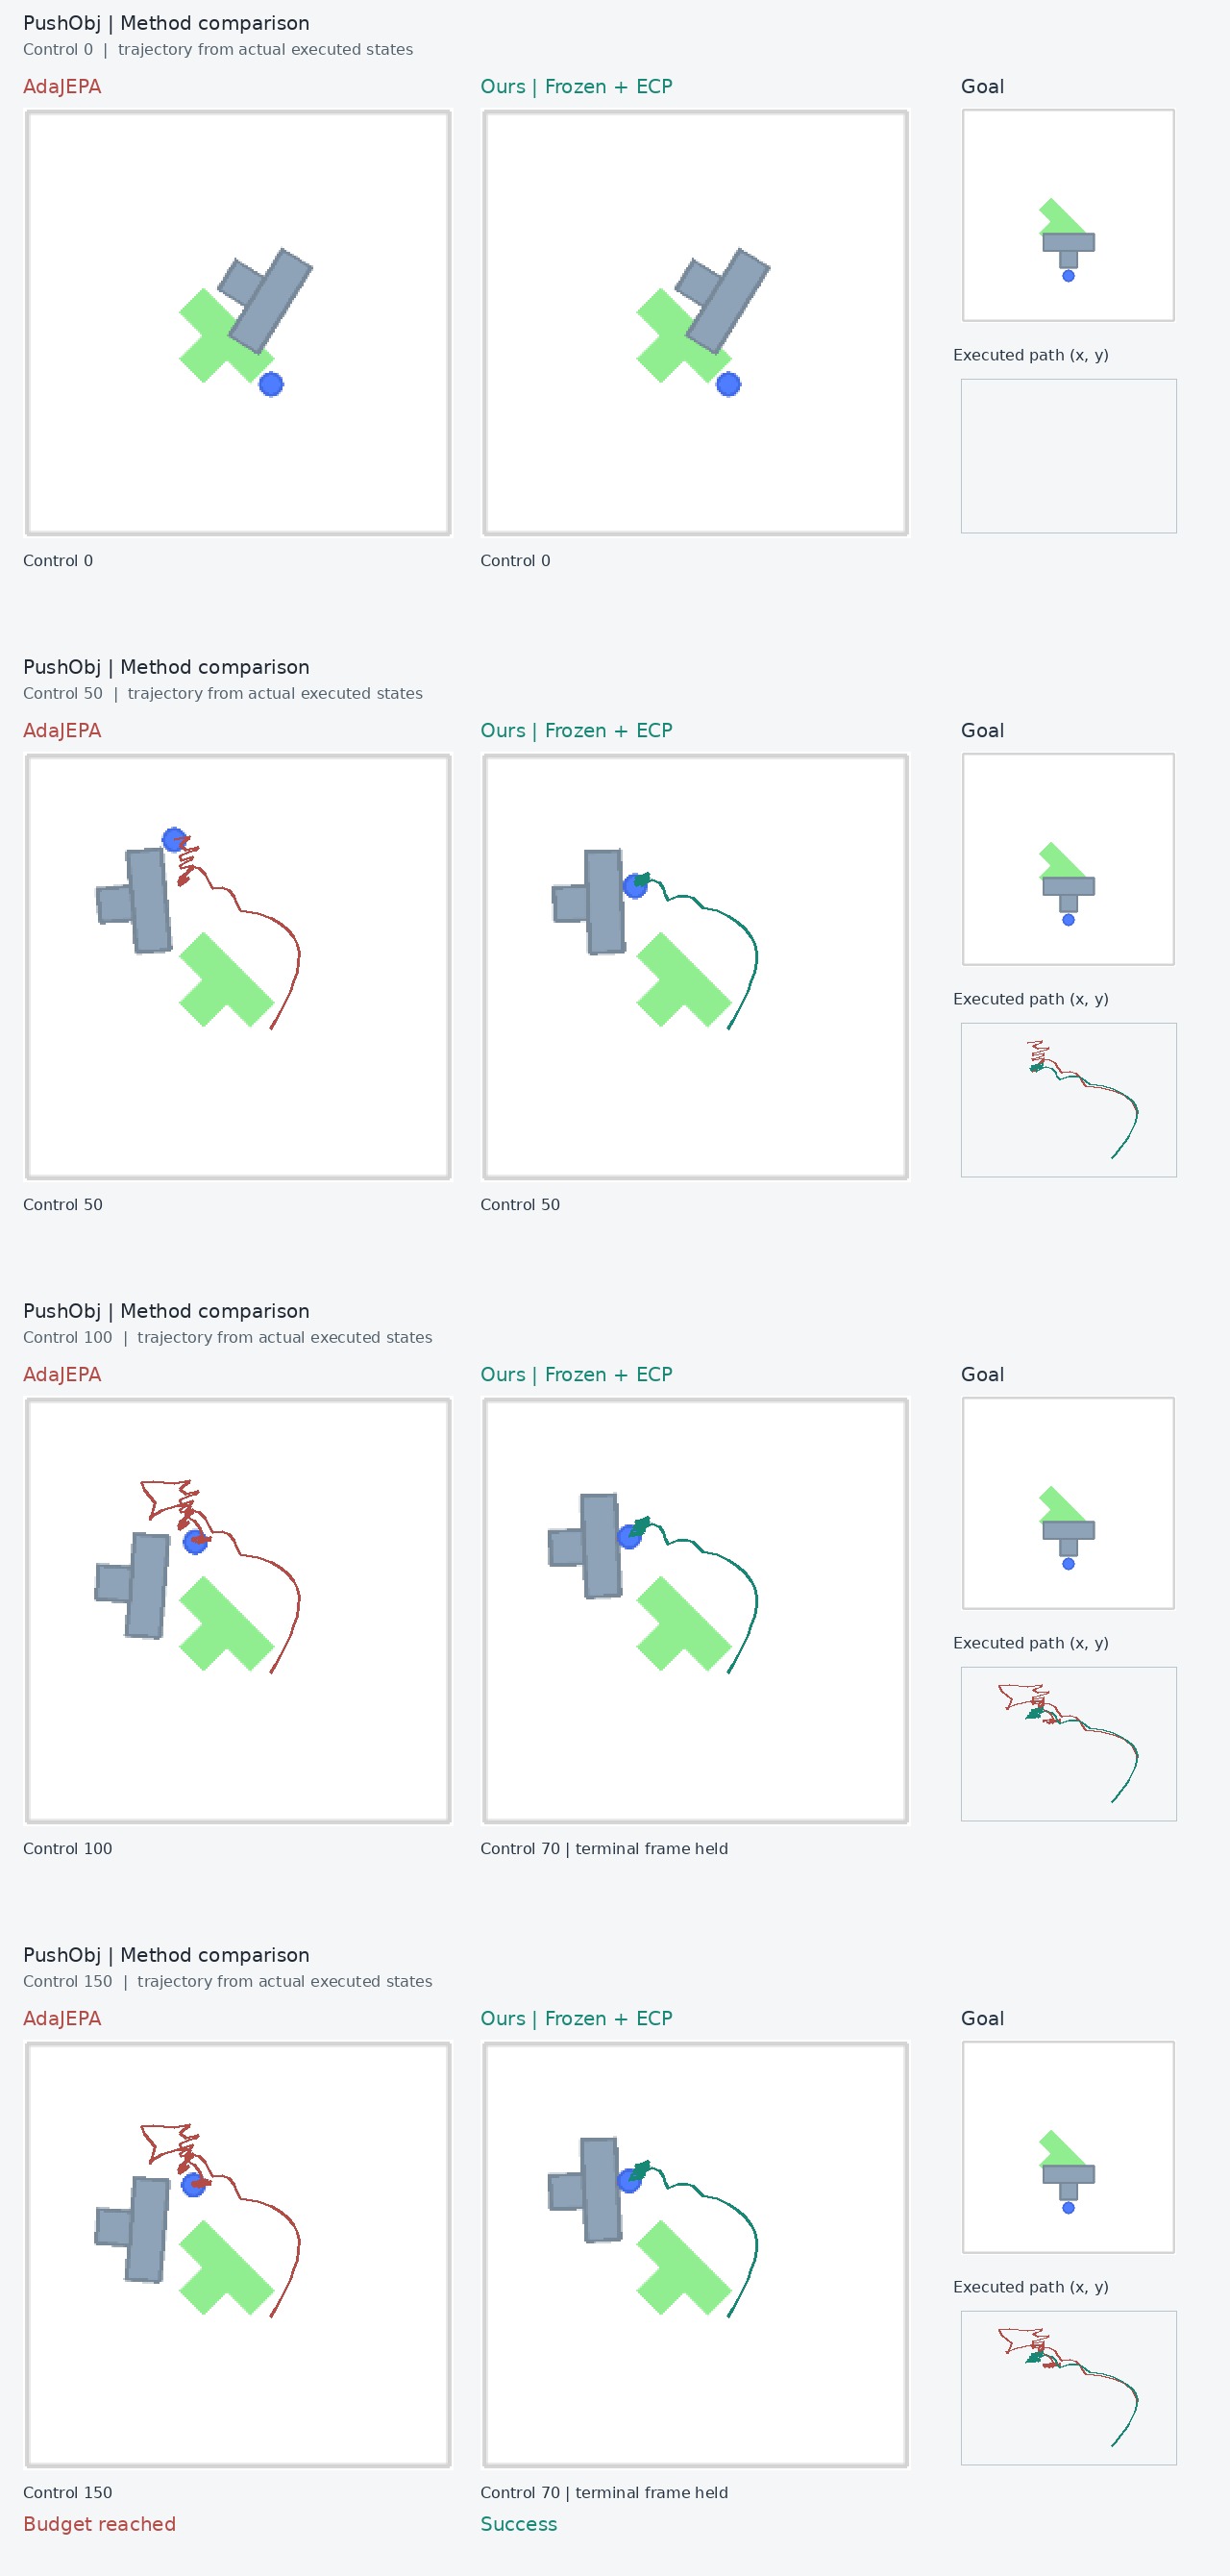 PushObj | Method comparison
Control 0 | trajectory from actual executed states
AdaJEPA
Ours | Frozen + ECP
Goal
Executed path (x, y)
Control 0
Control 0
PushObj | Method comparison
Control 50 | trajectory from actual executed states
AdaJEPA
Ours | Frozen + ECP
Goal
Executed path (x, y)
Control 50
Control 50
PushObj | Method comparison
Control 100 | trajectory from actual executed states
AdaJEPA
Ours | Frozen + ECP
Goal
Executed path (x, y)
Control 100
Control 70 | terminal frame held
PushObj | Method comparison
Control 150 | trajectory from actual executed states
AdaJEPA
Ours | Frozen + ECP
Goal
Executed path (x, y)
Control 150
Control 70 | terminal frame held
Budget reached
Success